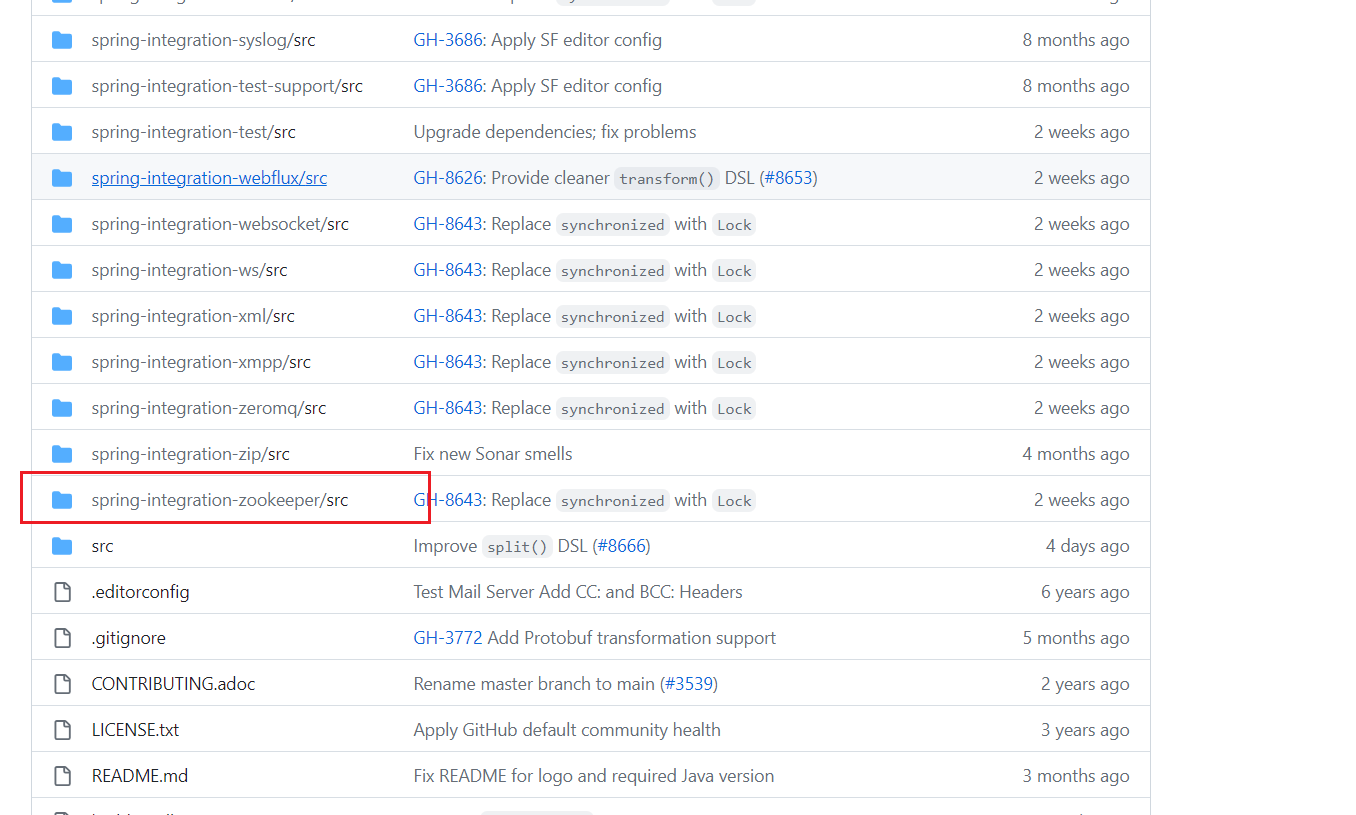 spring-integration-syslog/src GH-3686: Apply SF editor config 8 months ago
spring-integration-test-support/src GH-3686: Apply SF editor config 8 months ago
spring-integration-test/src Upgrade dependencies; fix problems 2 weeks ago
spring-integration-webflux/src GH-8626: Provide cleaner transform() DSL (#8653) 2 weeks ago
spring-integration-websocket/src GH-8643: Replace synchronized with Lock 2 weeks ago
spring-integration-ws/src GH-8643: Replace synchronized with Lock 2 weeks ago
spring-integration-xml/src GH-8643: Replace synchronized with Lock 2 weeks ago
spring-integration-xmpp/src GH-8643: Replace synchronized with Lock 2 weeks ago
spring-integration-zeromq/src GH-8643: Replace synchronized with Lock 2 weeks ago
spring-integration-zip/src Fix new Sonar smells 4 months ago
spring-integration-zookeeper/src GH-8643: Replace synchronized with Lock 2 weeks ago
src Improve split() DSL (#8666) 4 days ago
.editorconfig Test Mail Server Add CC: and BCC: Headers 6 years ago
.gitignore GH-3772 Add Protobuf transformation support 5 months ago
CONTRIBUTING.adoc Rename master branch to main (#3539) 2 years ago
LICENSE.txt Apply GitHub default community health 3 years ago
README.md Fix README for logo and required Java version 3 months ago